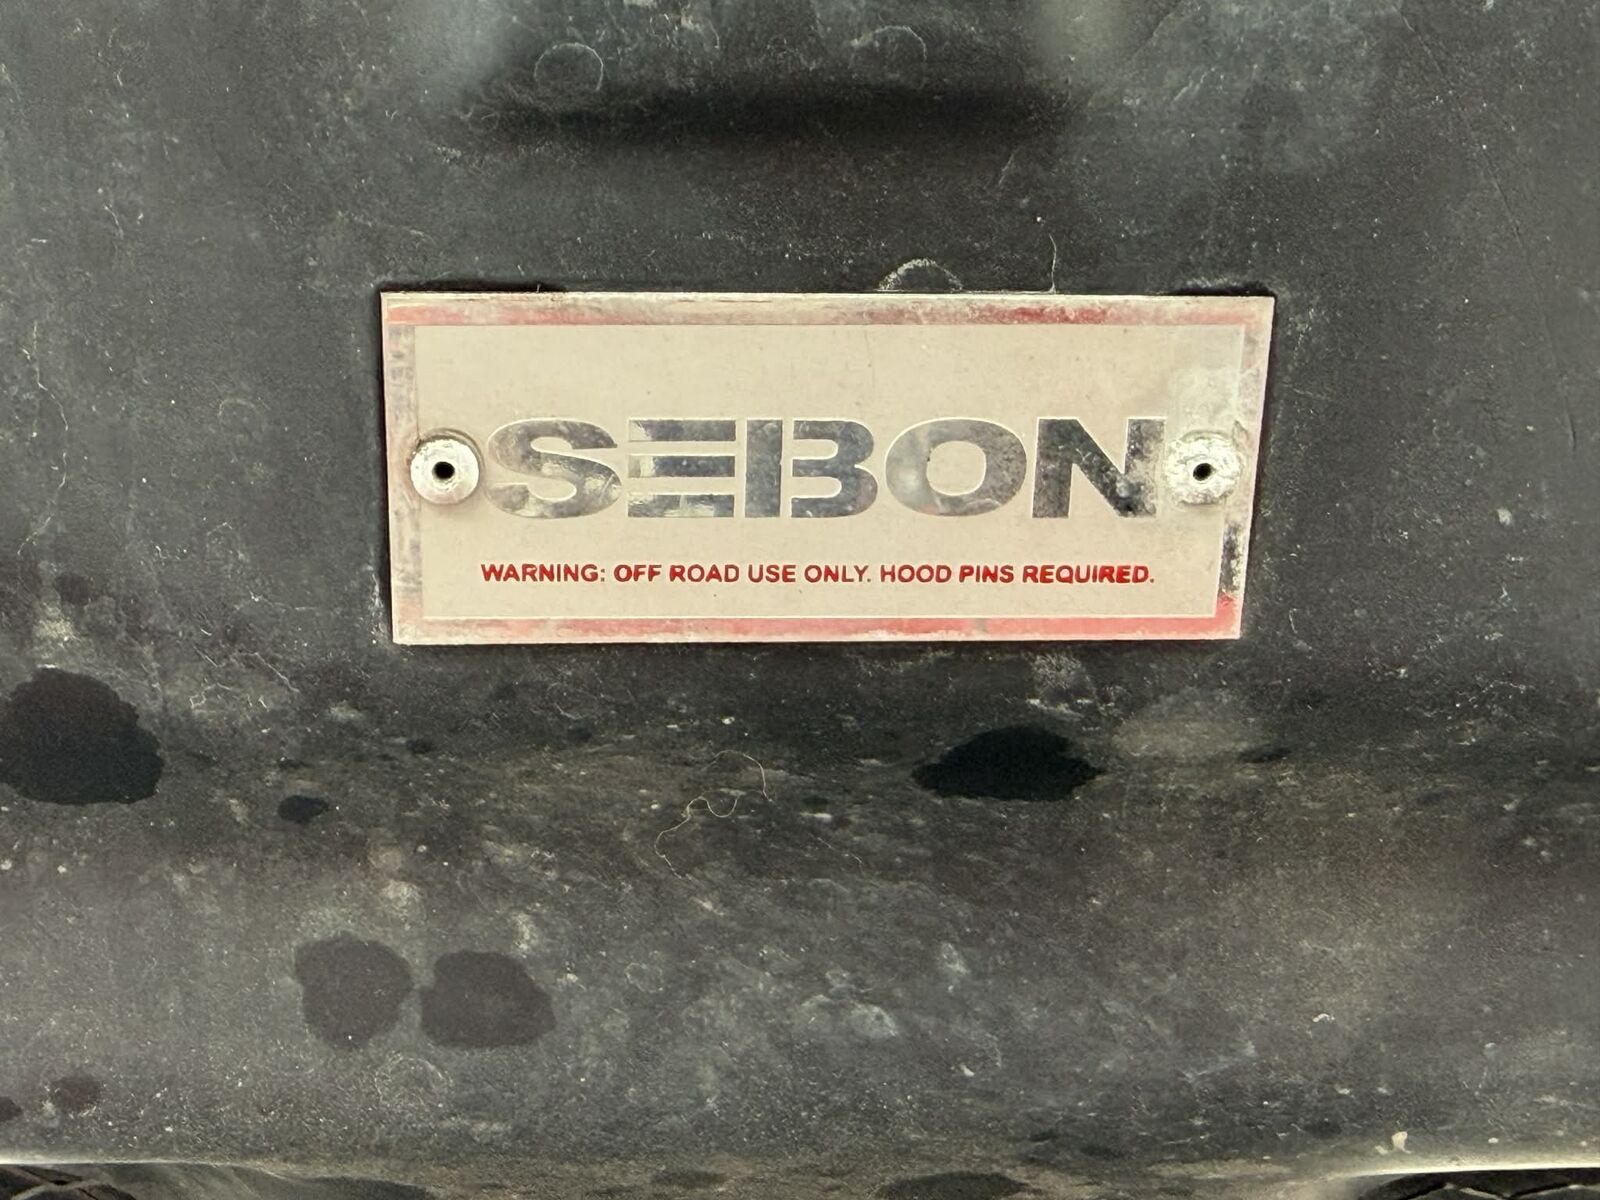 SEIBON
WARNING: OFF ROAD USE ONLY. HOOD PINS REQUIRED.